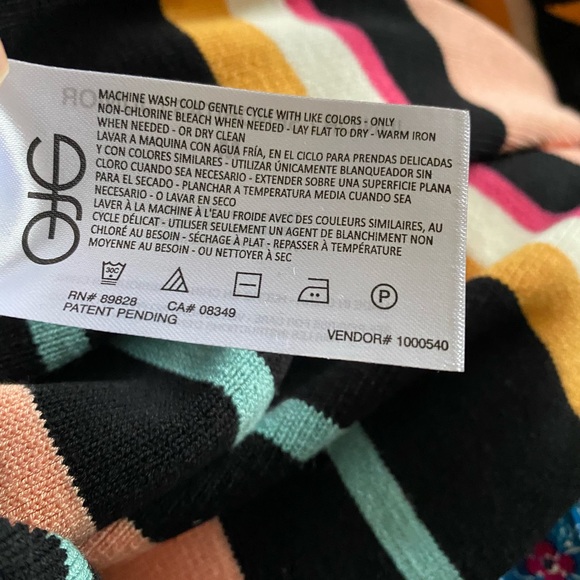 MACHINE WASH COLD GENTLE CYCLE WITH LIKE COLORS - ONLY
NON-CHLORINE BLEACH WHEN NEEDED - LAY FLAT TO DRY - WARM IRON
WHEN NEEDED - OR DRY CLEAN
LAVAR A MAQUINA CON AGUA FRÍA, EN EL CICLO PARA PRENDAS DELICADAS
Y CON COLORES SIMILARES - UTILIZAR ÚNICAMENTE BLANQUEADOR SIN
CLORO CUANDO SEA NECESARIO - EXTENDER SOBRE UNA SUPERFICIE PLANA
PARA EL SECADO - PLANCHAR A TEMPERATURA MEDIA CUANDO SEA
NECESARIO - O LAVAR EN SECO
LAVER À LA MACHINE À L'EAU FROIDE AVEC DES COULEURS SIMILAIRES, AU
CYCLE DÉLICAT - UTILISER SEULEMENT UN AGENT DE BLANCHIMENT NON
CHLORÉ AU BESOIN - SÉCHAGE À PLAT - REPASSER À TEMPÉRATURE
MOYENNE AU BESOIN - OU NETTOYER À SEC
30C
P
RN# 89828 CA# 08349
PATENT PENDING
VENDOR# 1000540